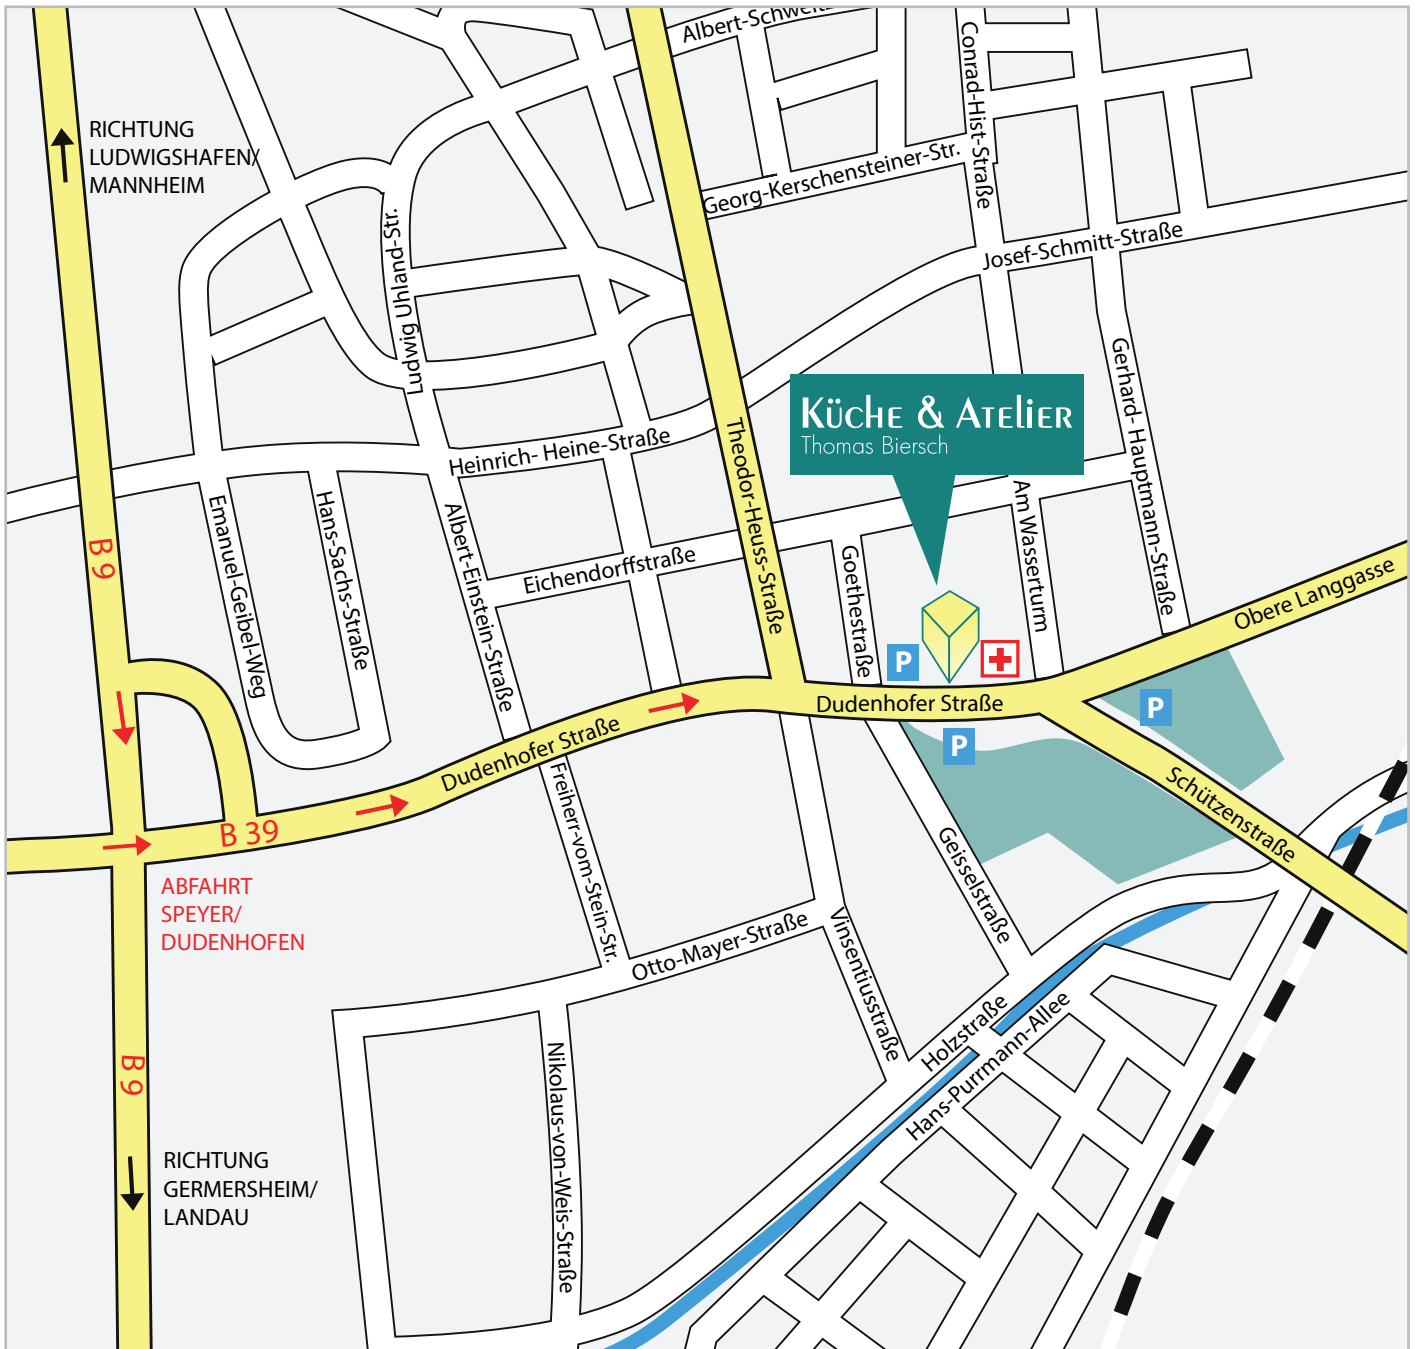 Albert-Schweitz
RICHTUNG
LUDWIGSHAFEN/
MANNHEIM
Conrad-Hist-Straße
Georg-Kerschensteiner-Str.
Ludwig Uhland-Str.
Josef-Schmitt-Straße
Gerhard- Hauptmann-Straße
KÜCHE & ATELIER
Thomas Biersch
Heinrich- Heine-Straße
Theodor-Heuss-Straße
Emanuel-Geibel-Weg
Hans-Sachs-Straße
Albert-Einstein-Straße
Eichendorffstraße
Am Wasserturm
Goethestraße
B 9
Obere Langgasse
P
P
P
Dudenhofer Straße
Dudenhofer Straße
B 39
Schützenstraße
Freiherr-vom-Stein-Str.
Geisselstraße
ABFAHRT
SPEYER/
DUDENHOFEN
Otto-Mayer-Straße
Vinsentiusstraße
Holzstraße
Hans-Purrmann-Allee
Nikolaus-von-Weis-Straße
B 9
RICHTUNG
GERMERSHEIM/
LANDAU